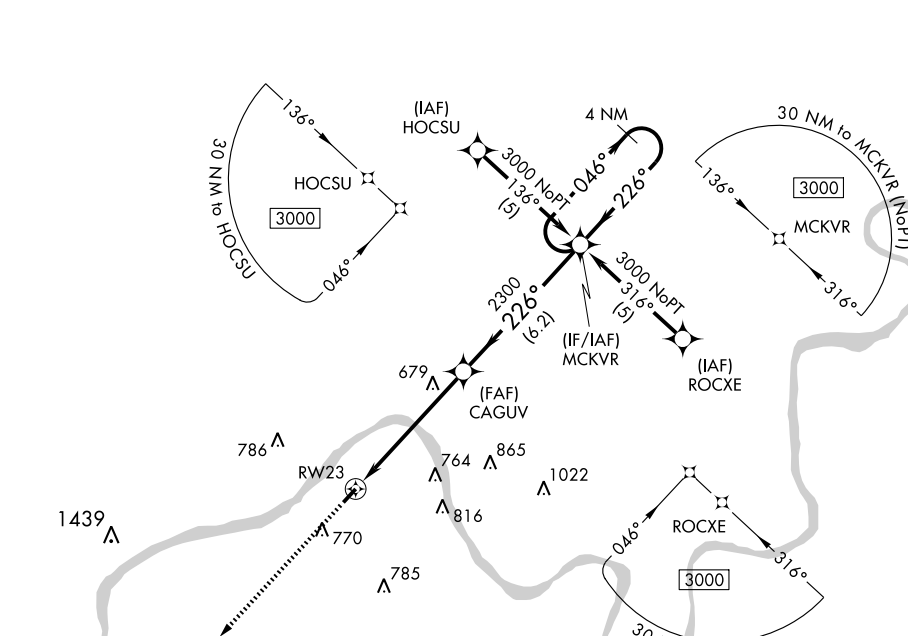 (IAF)
HOCSU
4 NM
30 NM to MCKVR (NoPT)
136°
30 NM to HOCSU
HOCSU
3000
046°
3000 NoPT
136°
(5)
046°
226°
136°
3000
MCKVR
316°
2300
226°
(6.2)
3000 NoPT
316°
(5)
(IF/IAF)
MCKVR
(IAF)
ROCXE
679
(FAF)
CAGUV
786
RW23
764
865
1022
816
1439
770
785
ROCXE
046°
316°
3000
30